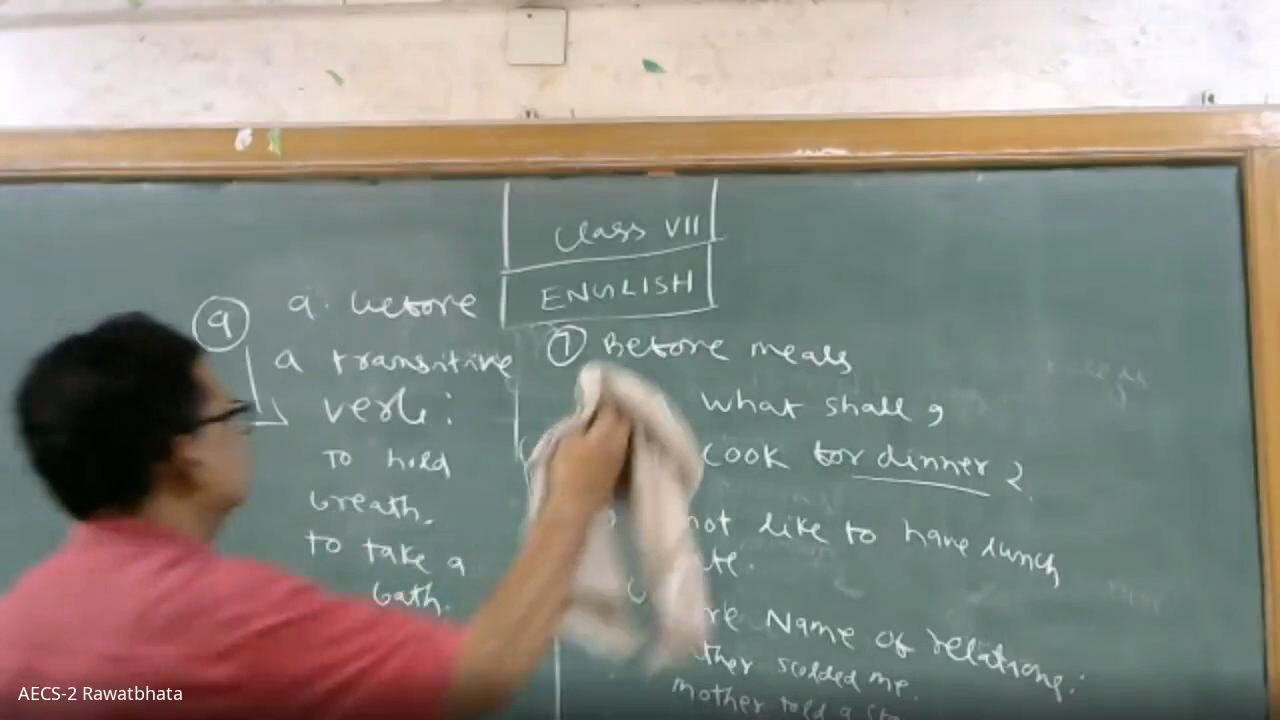 Class VII
ENGLISH
9 a. before
a transitive
verb:
To hold
breath.
To take a
bath.
1 Before meals
What shall I
cook for dinner ?
not like to have lunch
Name of relations:
scolded me.
Mother told a
AECS-2 Rawatbhata